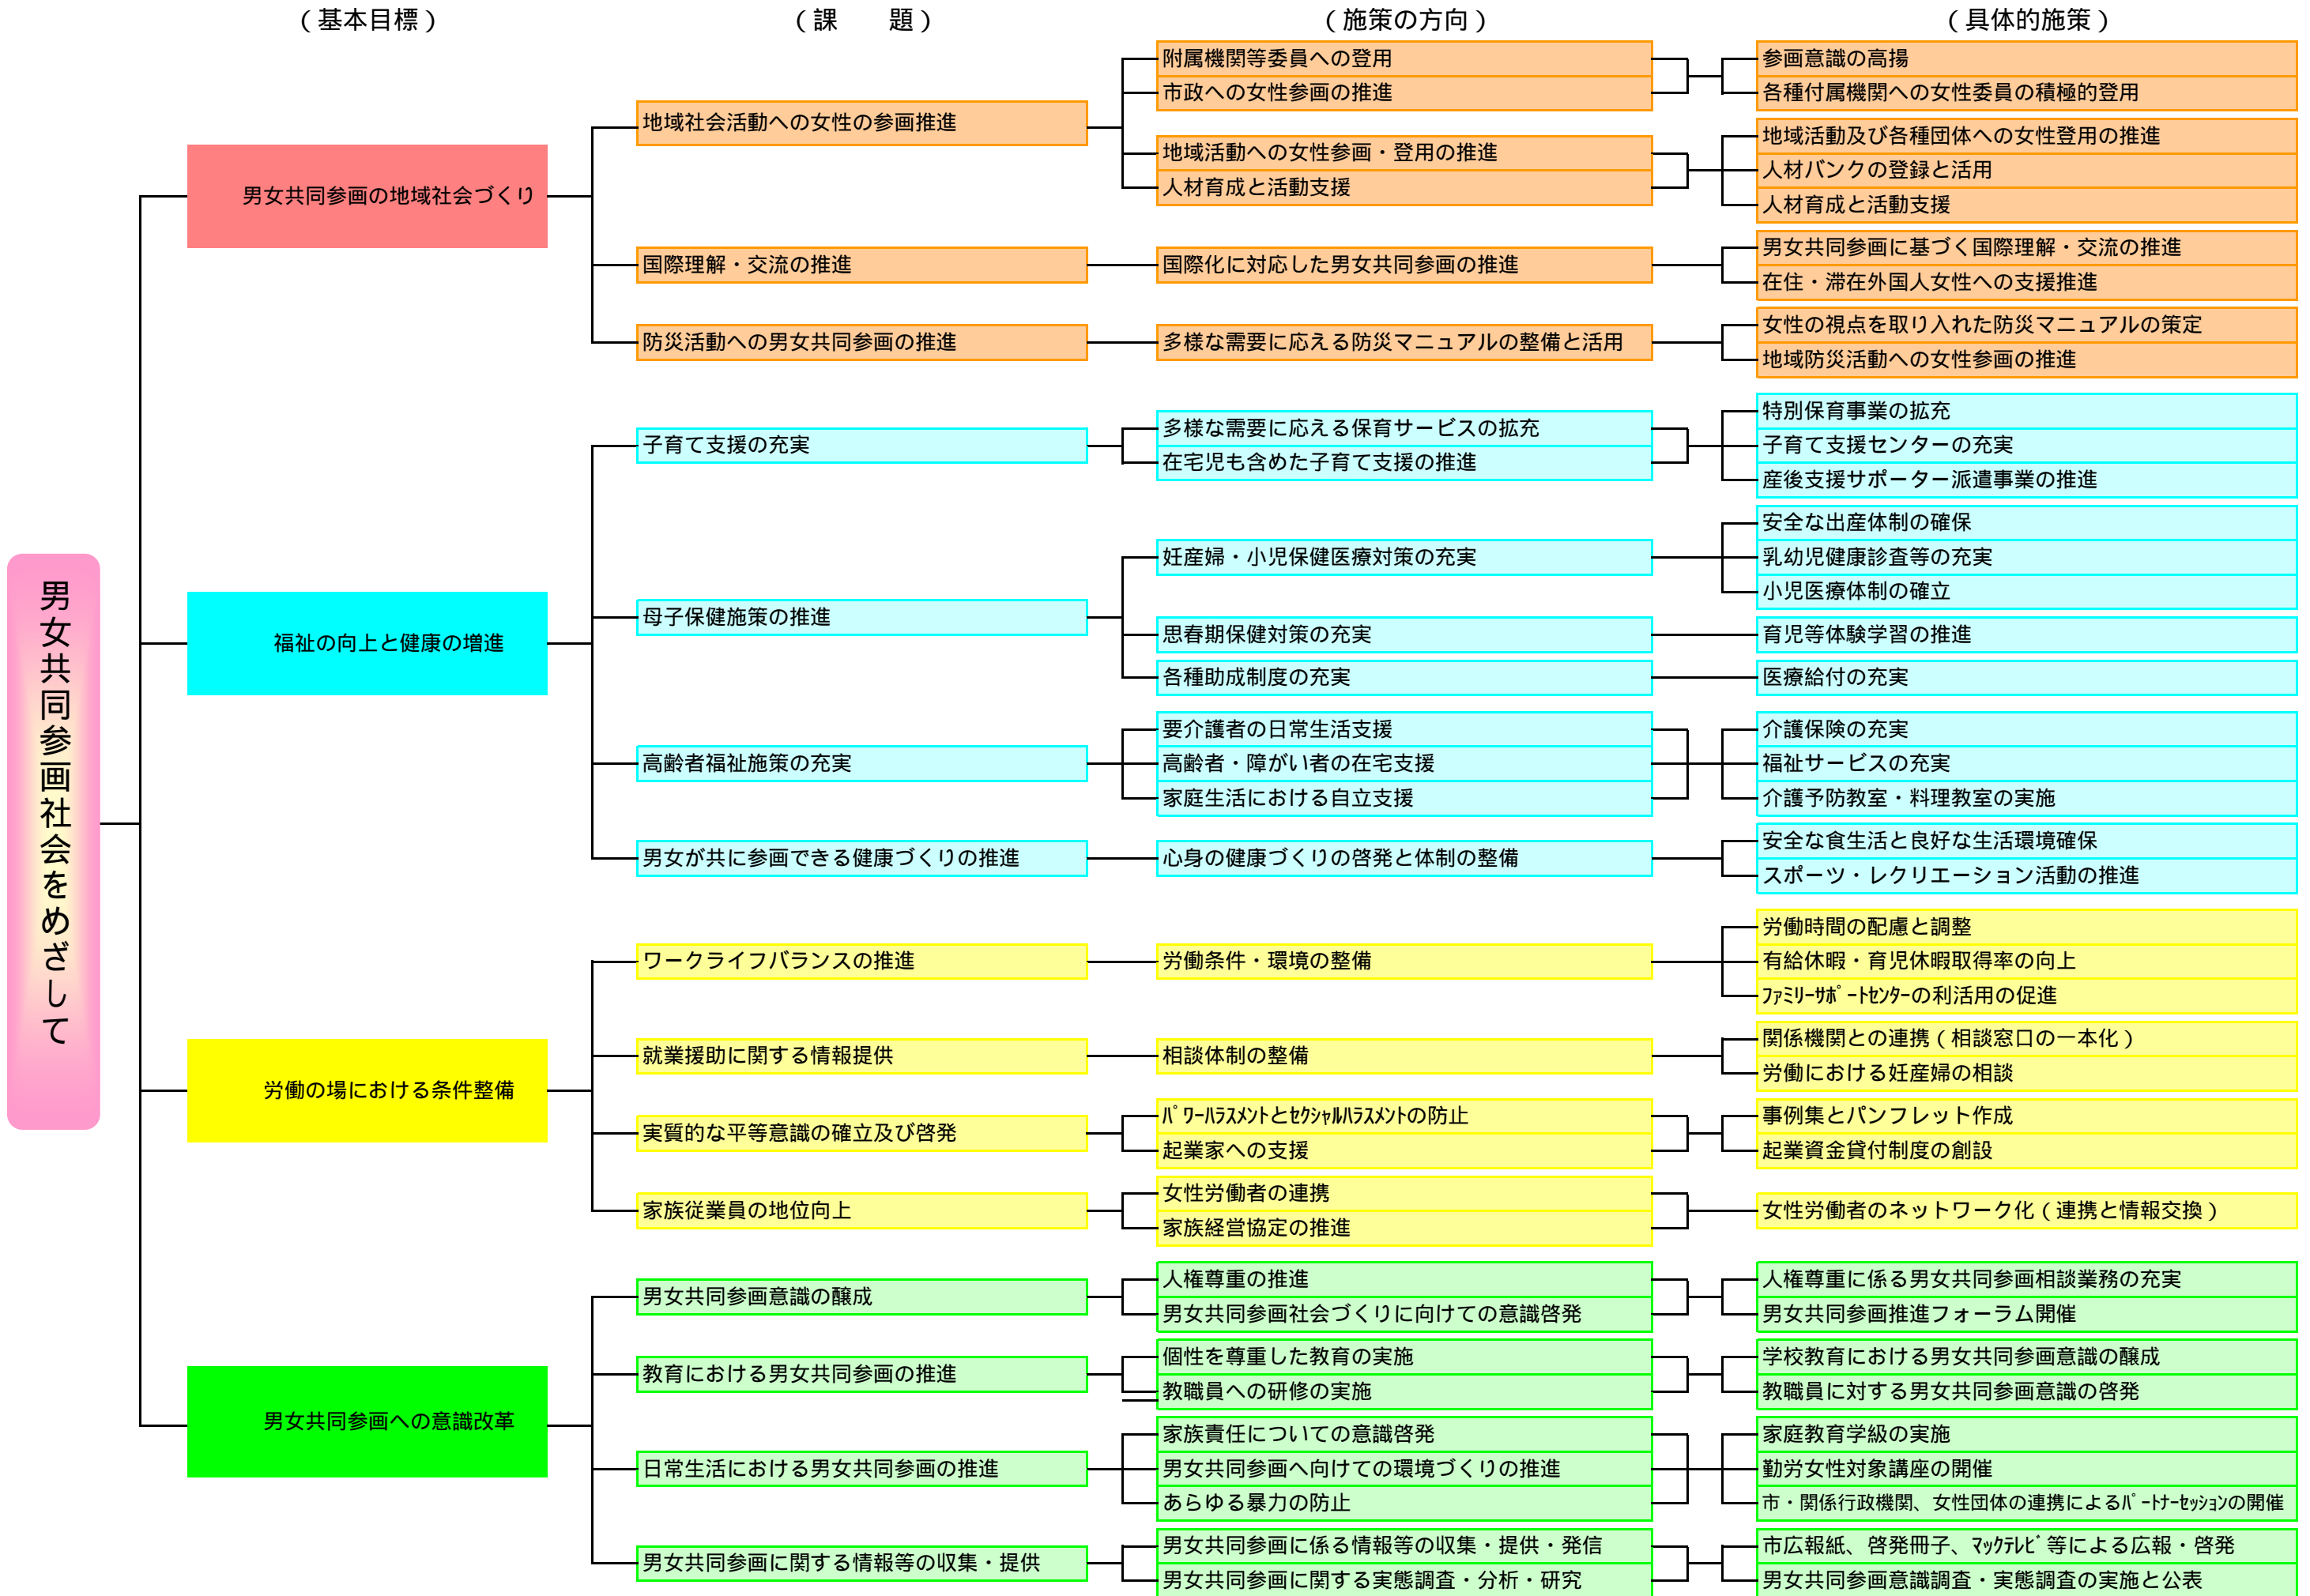 （基本目標）
（課　　題）
（施策の方向）
（具体的施策）
男女共同参画社会をめざして
男女共同参画の地域社会づくり
地域社会活動への女性の参画推進
附属機関等委員への登用
市政への女性参画の推進
参画意識の高揚
各種付属機関への女性委員の積極的登用
地域活動への女性参画・登用の推進
人材育成と活動支援
地域活動及び各種団体への女性登用の推進
人材バンクの登録と活用
人材育成と活動支援
国際理解・交流の推進
国際化に対応した男女共同参画の推進
男女共同参画に基づく国際理解・交流の推進
在住・滞在外国人女性への支援推進
防災活動への男女共同参画の推進
多様な需要に応える防災マニュアルの整備と活用
女性の視点を取り入れた防災マニュアルの策定
地域防災活動への女性参画の推進
福祉の向上と健康の増進
子育て支援の充実
多様な需要に応える保育サービスの拡充
在宅児も含めた子育て支援の推進
特別保育事業の拡充
子育て支援センターの充実
産後支援サポーター派遣事業の推進
母子保健施策の推進
妊産婦・小児保健医療対策の充実
安全な出産体制の確保
乳幼児健康診査等の充実
小児医療体制の確立
思春期保健対策の充実
育児等体験学習の推進
各種助成制度の充実
医療給付の充実
高齢者福祉施策の充実
要介護者の日常生活支援
高齢者・障がい者の在宅支援
家庭生活における自立支援
介護保険の充実
福祉サービスの充実
介護予防教室・料理教室の実施
男女が共に参画できる健康づくりの推進
心身の健康づくりの啓発と体制の整備
安全な食生活と良好な生活環境確保
スポーツ・レクリエーション活動の推進
労働の場における条件整備
ワークライフバランスの推進
労働条件・環境の整備
労働時間の配慮と調整
有給休暇・育児休暇取得率の向上
ﾌｧﾐﾘｰｻﾎﾟｰﾄｾﾝﾀｰの利活用の促進
就業援助に関する情報提供
相談体制の整備
関係機関との連携（相談窓口の一本化）
労働における妊産婦の相談
実質的な平等意識の確立及び啓発
ﾊﾟﾜｰﾊﾗｽﾒﾝﾄとｾｸｼｬﾙﾊﾗｽﾒﾝﾄの防止
起業家への支援
事例集とパンフレット作成
起業資金貸付制度の創設
家族従業員の地位向上
女性労働者の連携
家族経営協定の推進
女性労働者のネットワーク化（連携と情報交換）
男女共同参画への意識改革
男女共同参画意識の醸成
人権尊重の推進
男女共同参画社会づくりに向けての意識啓発
人権尊重に係る男女共同参画相談業務の充実
男女共同参画推進フォーラム開催
教育における男女共同参画の推進
個性を尊重した教育の実施
教職員への研修の実施
学校教育における男女共同参画意識の醸成
教職員に対する男女共同参画意識の啓発
日常生活における男女共同参画の推進
家族責任についての意識啓発
男女共同参画へ向けての環境づくりの推進
あらゆる暴力の防止
家庭教育学級の実施
勤労女性対象講座の開催
市・関係行政機関、女性団体の連携によるﾊﾟｰﾄﾅｰｾｯｼｮﾝの開催
男女共同参画に関する情報等の収集・提供
男女共同参画に係る情報等の収集・提供・発信
男女共同参画に関する実態調査・分析・研究
市広報紙、啓発冊子、ﾏｯｸﾃﾚﾋﾞ等による広報・啓発
男女共同参画意識調査・実態調査の実施と公表